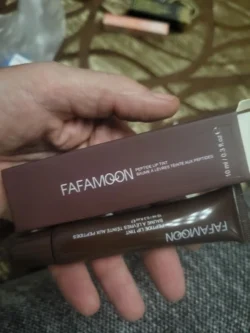 FAFAMOON
PEPTIDE LIP TINT
BAUME À LÈVRES TEINTÉ AUX PEPTIDES
10 ml / 0.3 fl.oz
FAFAMOON
PEPTIDE LIP TINT
BAUME À LÈVRES TEINTÉ AUX PEPTIDES